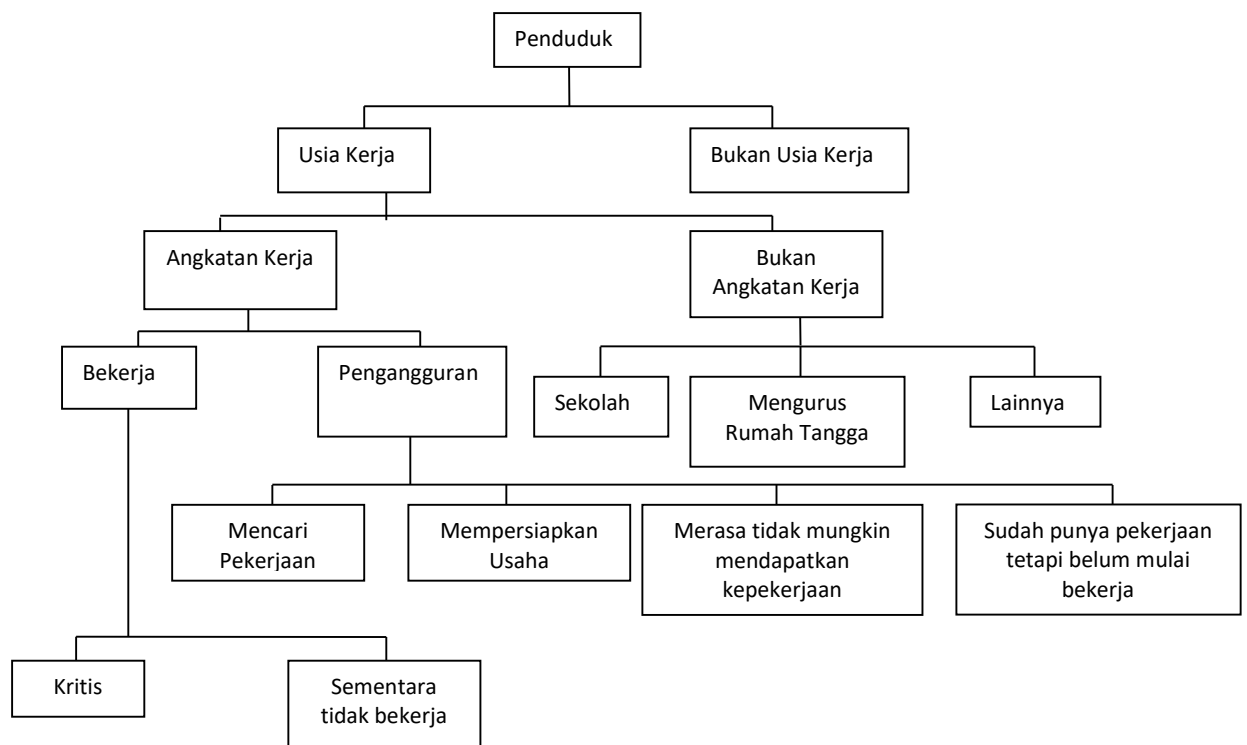 Penduduk
Usia Kerja
Bukan Usia Kerja
Angkatan Kerja
Bukan
Angkatan Kerja
Bekerja
Pengangguran
Sekolah
Mengurus
Rumah Tangga
Lainnya
Mencari
Pekerjaan
Mempersiapkan
Usaha
Merasa tidak mungkin
mendapatkan
kepekerjaan
Sudah punya pekerjaan
tetapi belum mulai
bekerja
Kritis
Sementara
tidak bekerja